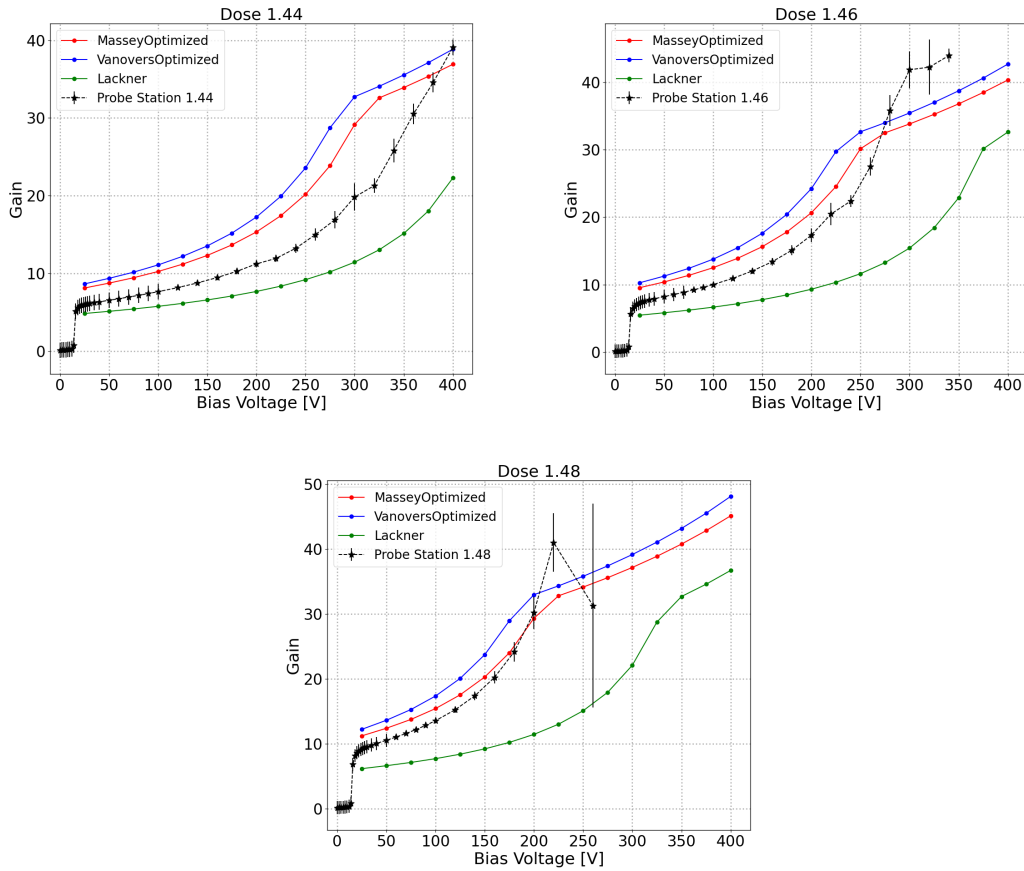 Dose 1.44
MasseyOptimized
VanoversOptimized
Lackner
Probe Station 1.44
Gain
40
30
20
10
0
0 50 100 150 200 250 300 350 400
Bias Voltage [V]
Dose 1.46
MasseyOptimized
VanoversOptimized
Lackner
Probe Station 1.46
Gain
40
30
20
10
0
0 50 100 150 200 250 300 350 400
Bias Voltage [V]
Dose 1.48
MasseyOptimized
VanoversOptimized
Lackner
Probe Station 1.48
Gain
50
40
30
20
10
0
0 50 100 150 200 250 300 350 400
Bias Voltage [V]